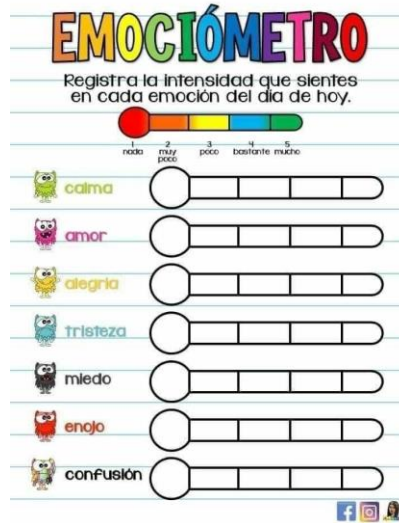 EMOCIÓMETRO
Registra la intensidad que sientes
en cada emoción del día de hoy.
1 2 3 4 5
nada muy poco poco bastante mucho
calma
amor
alegría
tristeza
miedo
enojo
confusión